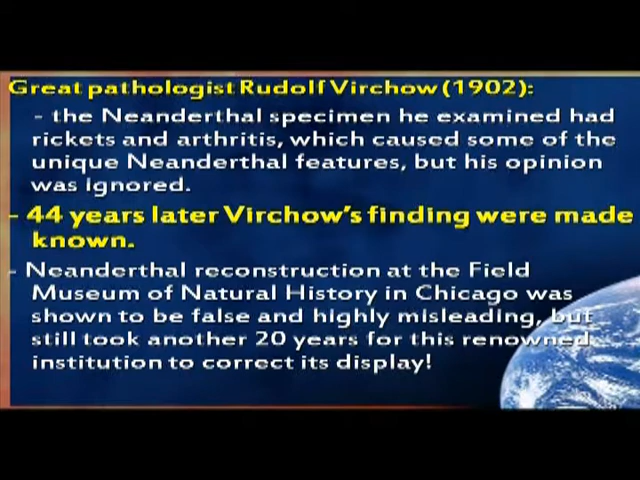 Great pathologist Rudolf Virchow (1902):
- the Neanderthal specimen he examined had
rickets and arthritis, which caused some of the
unique Neanderthal features, but his opinion
was ignored.
- 44 years later Virchow's finding were made
known.
- Neanderthal reconstruction at the Field
Museum of Natural History in Chicago was
shown to be false and highly misleading, but
still took another 20 years for this renowned
institution to correct its display!